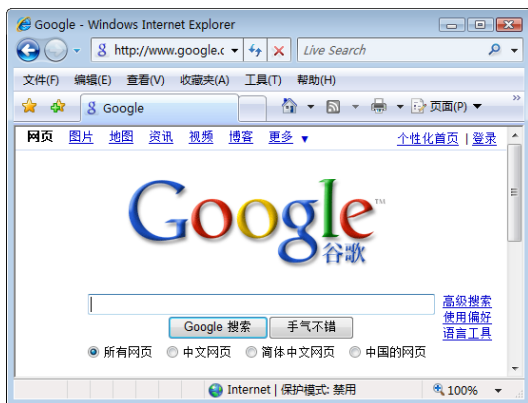 Google - Windows Internet Explorer
http://www.google.c
Live Search
文件(F) 编辑(E) 查看(V) 收藏夹(A) 工具(T) 帮助(H)
Google
页面(P)
网页 图片 地图 资讯 视频 博客 更多 ▼ 个性化首页 | 登录
Google™
谷歌
高级搜索
使用偏好
语言工具
Google 搜索 手气不错
所有网页 中文网页 简体中文网页 中国的网页
Internet | 保护模式: 禁用 100%